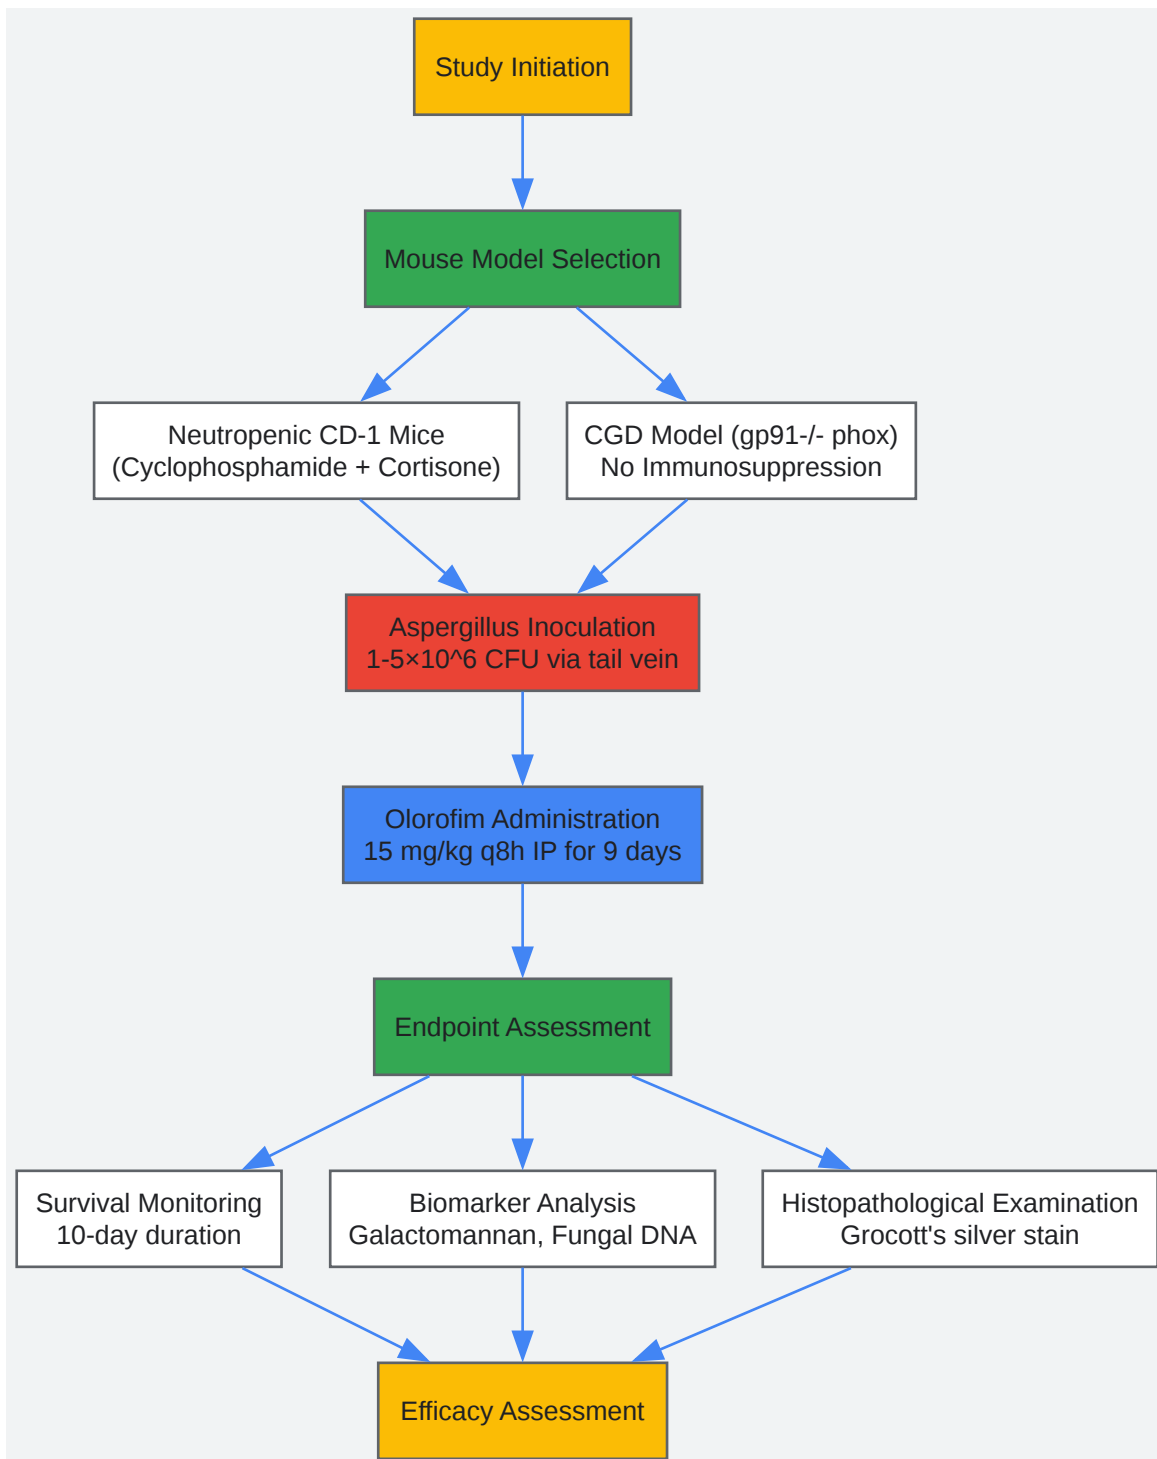 Study Initiation
Mouse Model Selection
Neutropenic CD-1 Mice
(Cyclophosphamide + Cortisone)
CGD Model (gp91-/- phox)
No Immunosuppression
Aspergillus Inoculation
1-5×10^6 CFU via tail vein
Olorofim Administration
15 mg/kg q8h IP for 9 days
Endpoint Assessment
Survival Monitoring
10-day duration
Biomarker Analysis
Galactomannan, Fungal DNA
Histopathological Examination
Grocott's silver stain
Efficacy Assessment